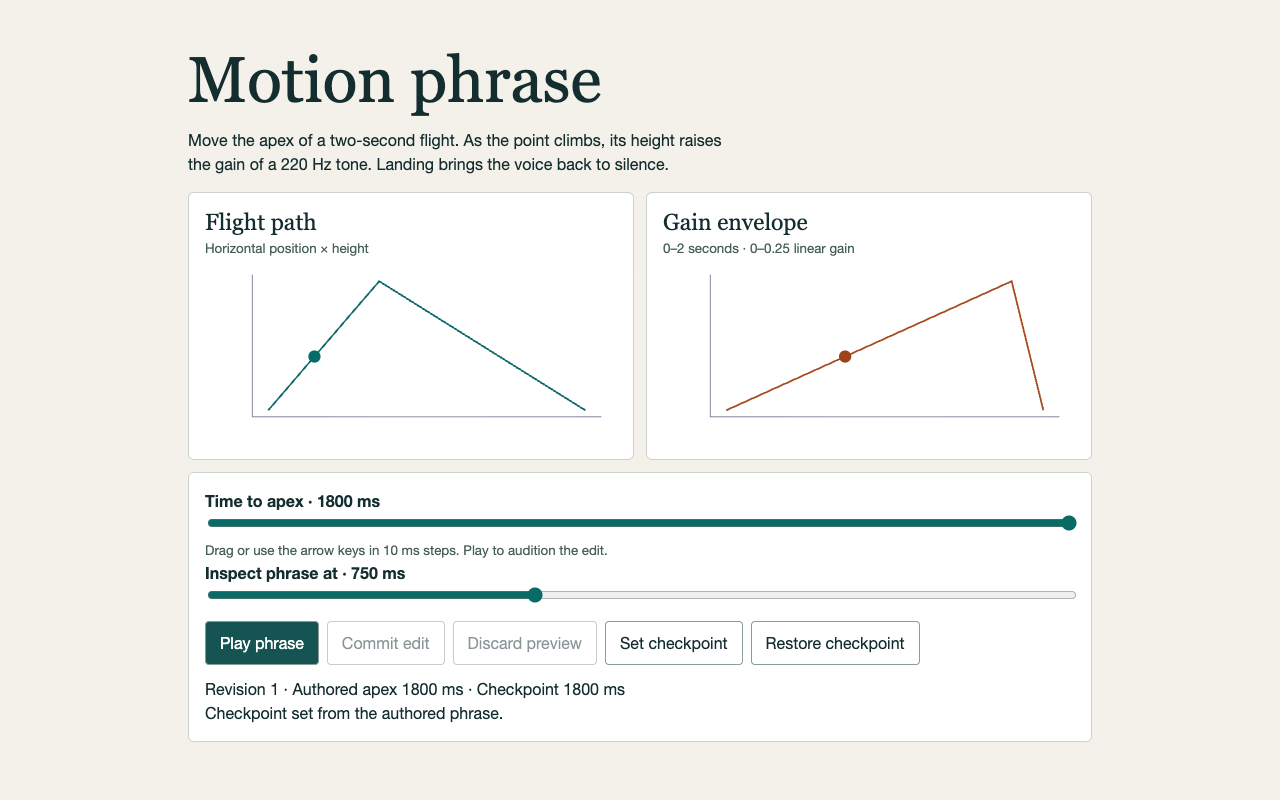 Motion phrase
Move the apex of a two-second flight. As the point climbs, its height raises
the gain of a 220 Hz tone. Landing brings the voice back to silence.
Flight path
Horizontal position × height
Gain envelope
0–2 seconds · 0–0.25 linear gain
Time to apex · 1800 ms
Drag or use the arrow keys in 10 ms steps. Play to audition the edit.
Inspect phrase at · 750 ms
Play phrase
Commit edit
Discard preview
Set checkpoint
Restore checkpoint
Revision 1 · Authored apex 1800 ms · Checkpoint 1800 ms
Checkpoint set from the authored phrase.